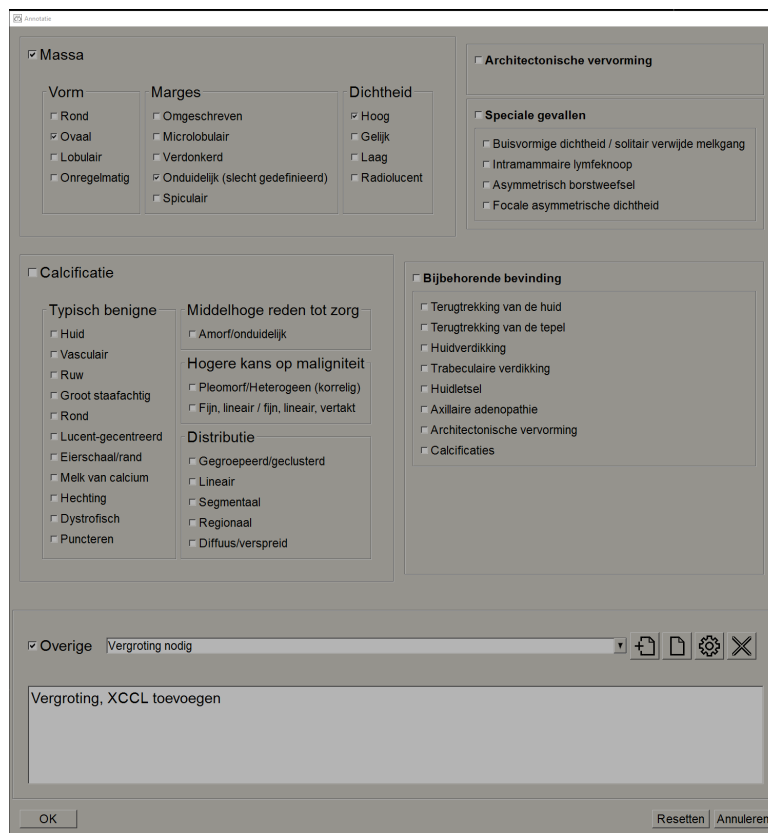 Annotatie
Massa
Vorm
Rond
Ovaal
Lobulair
Onregelmatig
Marges
Omgeschreven
Microlobulair
Verdonkerd
Onduidelijk (slecht gedefinieerd)
Spiculair
Dichtheid
Hoog
Gelijk
Laag
Radiolucent
Architectonische vervorming
Speciale gevallen
Buisvormige dichtheid / solitair verwijde melkgang
Intramammaire lymfeknoop
Asymmetrisch borstweefsel
Focale asymmetrische dichtheid
Calcificatie
Typisch benigne
Huid
Vasculair
Ruw
Groot staafachtig
Rond
Lucent-gecentreerd
Eierschaal/rand
Melk van calcium
Hechting
Dystrofisch
Puncteren
Middelhoge reden tot zorg
Amorf/onduidelijk
Hogere kans op maligniteit
Pleomorf/Heterogeen (korrelig)
Fijn, lineair / fijn, lineair, vertakt
Distributie
Gegroepeerd/geclusterd
Lineair
Segmentaal
Regionaal
Diffuus/verspreid
Bijbehorende bevinding
Terugtrekking van de huid
Terugtrekking van de tepel
Huidverdikking
Trabeculaire verdikking
Huidletsel
Axillaire adenopathie
Architectonische vervorming
Calcificaties
Overige
Vergroting nodig
Vergroting, XCCL toevoegen
OK
Resetten
Annuleren